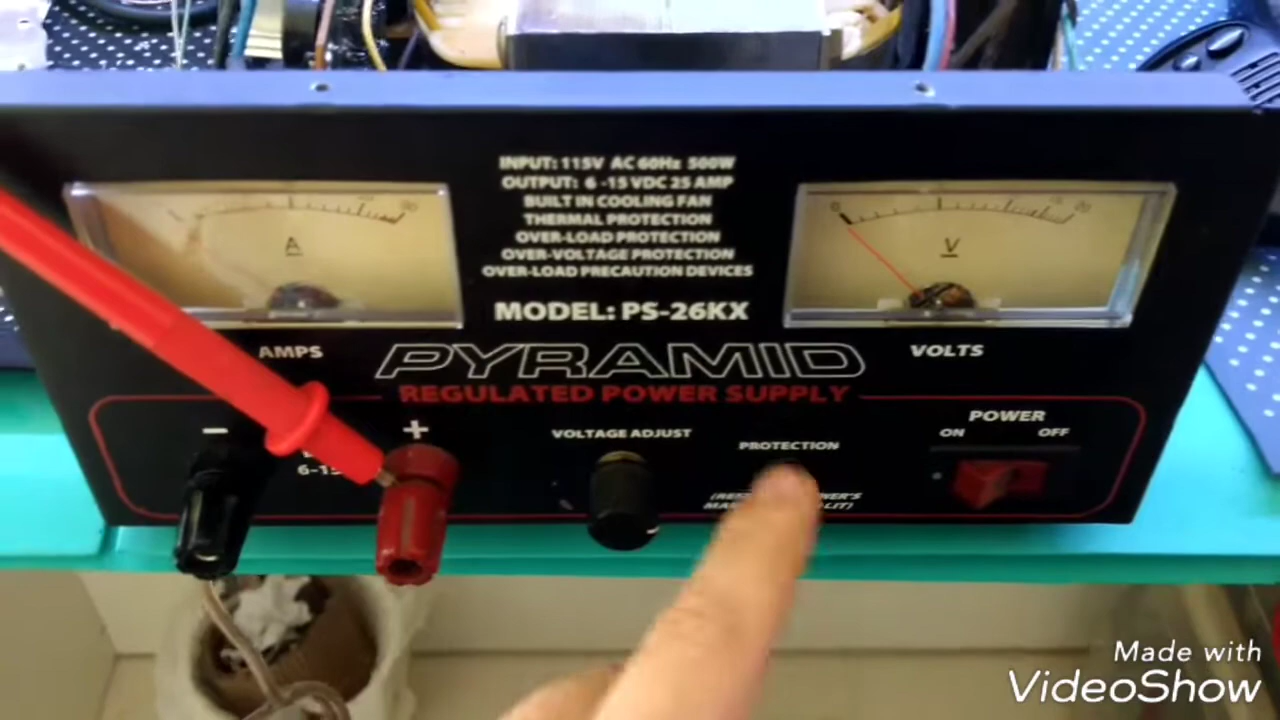 INPUT: 115V AC 60Hz 500W
OUTPUT: 6 -15 VDC 25 AMP
BUILT IN COOLING FAN
THERMAL PROTECTION
OVER-LOAD PROTECTION
OVER-VOLTAGE PROTECTION
OVER-LOAD PRECAUTION DEVICES
MODEL: PS-26KX
A
0
V
AMPS
PYRAMID
VOLTS
REGULATED POWER SUPPLY
POWER
ON OFF
- +
VOLTAGE ADJUST
PROTECTION
Made with
VideoShow